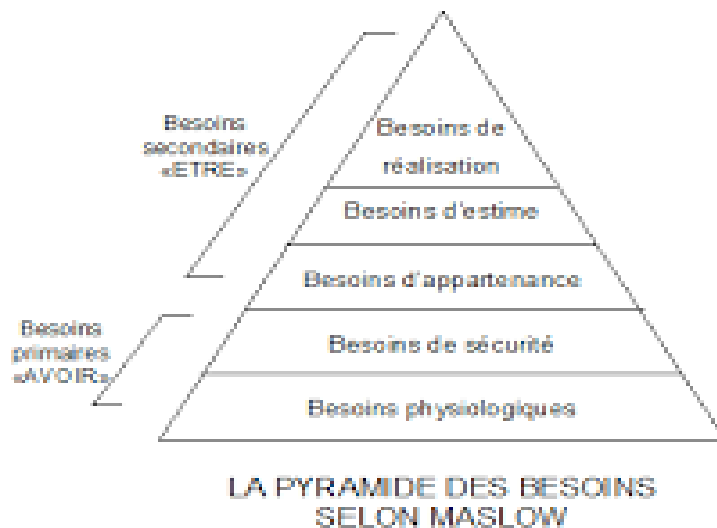 Besoins
secondaires
«ETRE»
Besoins de
réalisation
Besoins d'estime
Besoins d'appartenance
Besoins
primaires
«AVOIR»
Besoins de sécurité
Besoins physiologiques
LA PYRAMIDE DES BESOINS
SELON MASLOW